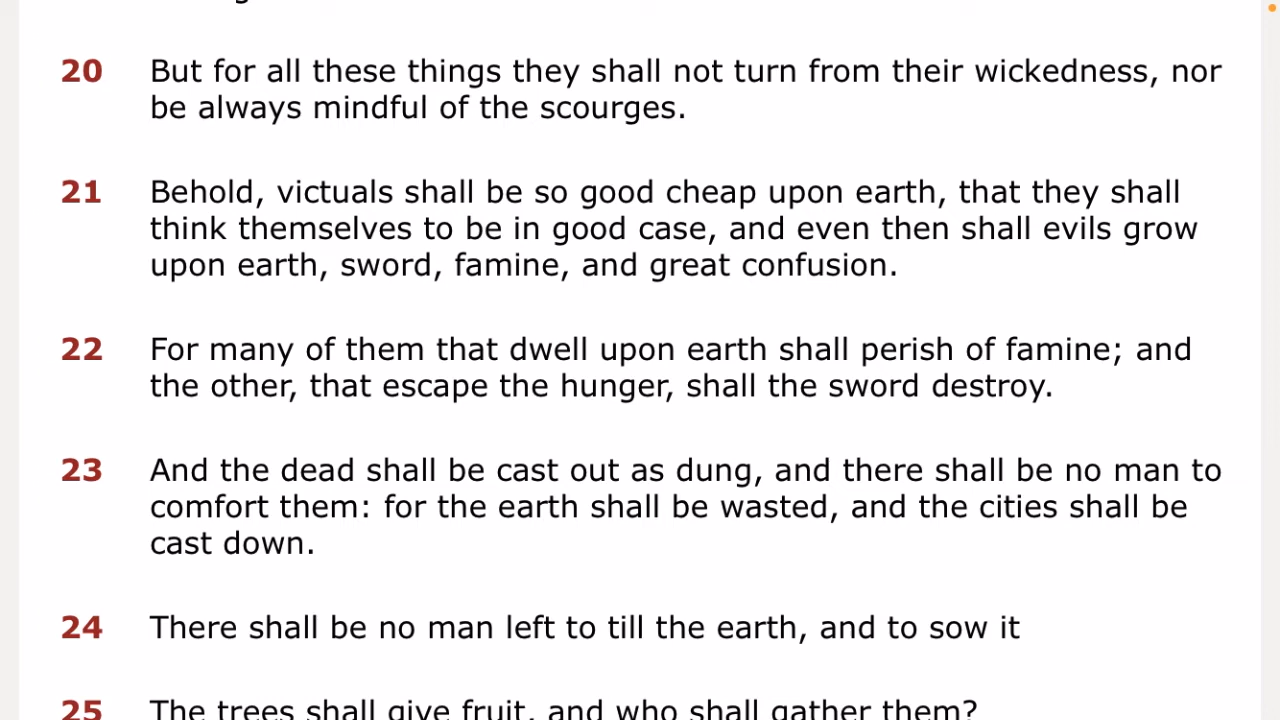 20 But for all these things they shall not turn from their wickedness, nor
be always mindful of the scourges.
21 Behold, victuals shall be so good cheap upon earth, that they shall
think themselves to be in good case, and even then shall evils grow
upon earth, sword, famine, and great confusion.
22 For many of them that dwell upon earth shall perish of famine; and
the other, that escape the hunger, shall the sword destroy.
23 And the dead shall be cast out as dung, and there shall be no man to
comfort them: for the earth shall be wasted, and the cities shall be
cast down.
24 There shall be no man left to till the earth, and to sow it
25 The trees shall give fruit, and who shall gather them?